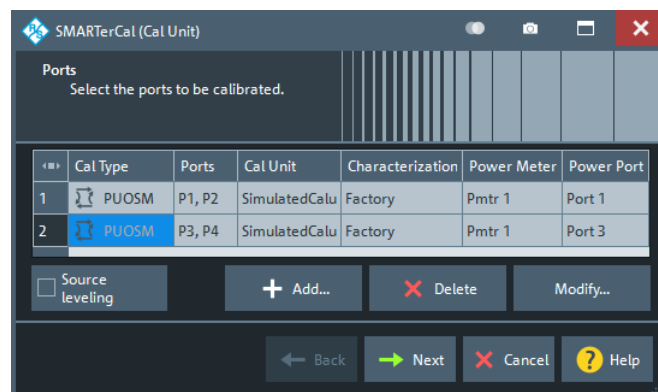 SMARTerCal (Cal Unit)
Ports
Select the ports to be calibrated.
Cal Type Ports Cal Unit Characterization Power Meter Power Port
1 PUOSM P1, P2 SimulatedCalu Factory Pmtr 1 Port 1
2 PUOSM P3, P4 SimulatedCalu Factory Pmtr 1 Port 3
Source
leveling
Add... Delete Modify...
Back Next Cancel ? Help